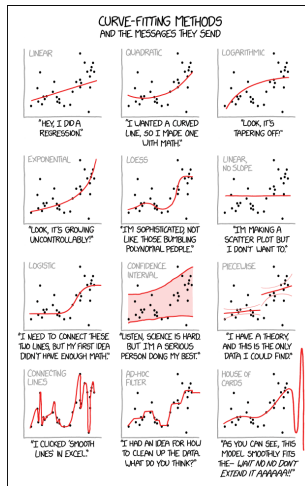 CURVE-FITTING METHODS
AND THE MESSAGES THEY SEND
LINEAR
"HEY, I DID A
REGRESSION."
QUADRATIC
"I WANTED A CURVED
LINE, SO I MADE ONE
WITH MATH."
LOGARITHMIC
"LOOK, IT'S
TAPERING OFF!"
EXPONENTIAL
"LOOK, IT'S GROWING
UNCONTROLLABLY!"
LOESS
"I'M SOPHISTICATED, NOT
LIKE THOSE BUMBLING
POLYNOMIAL PEOPLE."
LINEAR,
NO SLOPE
"I'M MAKING A
SCATTER PLOT BUT
I DON'T WANT TO."
LOGISTIC
"I NEED TO CONNECT THESE
TWO LINES, BUT MY FIRST IDEA
DIDN'T HAVE ENOUGH MATH."
CONFIDENCE
INTERVAL
"LISTEN, SCIENCE IS HARD.
BUT I'M A SERIOUS
PERSON DOING MY BEST."
PIECEWISE
"I HAVE A THEORY,
AND THIS IS THE ONLY
DATA I COULD FIND."
CONNECTING
LINES
"I CLICKED 'SMOOTH
LINES' IN EXCEL."
AD-HOC
FILTER
"I HAD AN IDEA FOR HOW
TO CLEAN UP THE DATA.
WHAT DO YOU THINK?"
HOUSE OF
CARDS
"AS YOU CAN SEE, THIS
MODEL SMOOTHLY FITS
THE- WAIT NO NO DON'T
EXTEND IT AAAAAA!!"